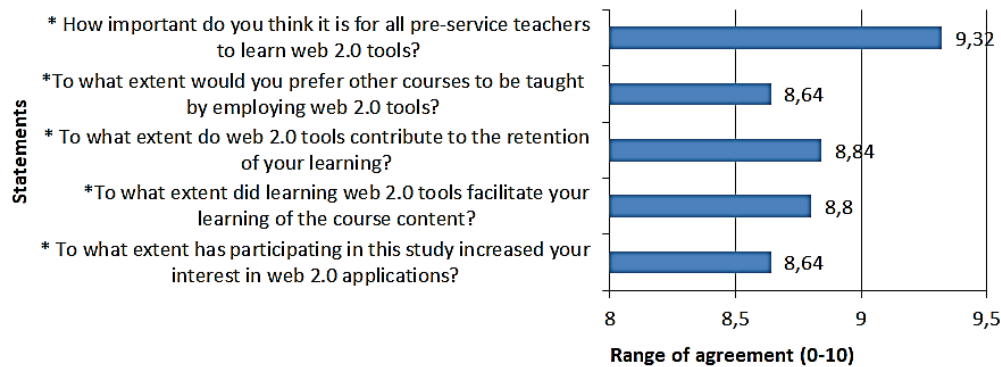 * How important do you think it is for all pre-service teachers
to learn web 2.0 tools?
9,32
*To what extent would you prefer other courses to be taught
by employing web 2.0 tools?
8,64
* To what extent do web 2.0 tools contribute to the retention
of your learning?
8,84
*To what extent did learning web 2.0 tools facilitate your
learning of the course content?
8,8
* To what extent has participating in this study increased your
interest in web 2.0 applications?
8,64
Statements
8 8,5 9 9,5
Range of agreement (0-10)